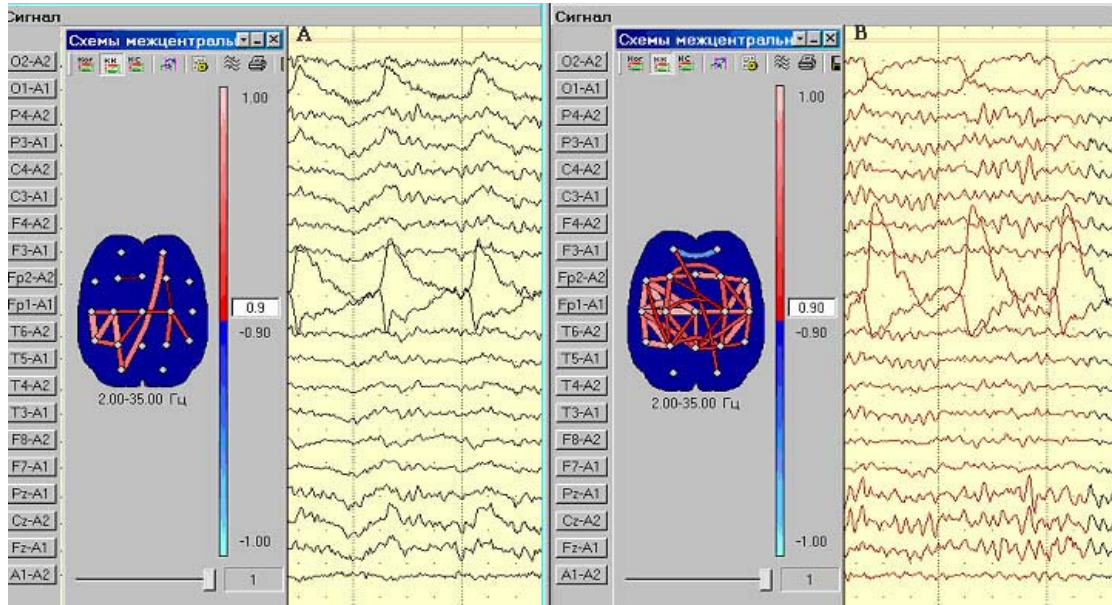 Сигнал
Схемы межцентраль
A
O2-A2
O1-A1
P4-A2
P3-A1
C4-A2
C3-A1
F4-A2
F3-A1
Fp2-A2
Fp1-A1
T6-A2
T5-A1
T4-A2
T3-A1
F8-A2
F7-A1
Pz-A1
Cz-A2
Fz-A1
A1-A2
1.00
0.9
-0.90
2.00-35.00 Гц
-1.00
1
Сигнал
Схемы межцентральн
B
O2-A2
O1-A1
P4-A2
P3-A1
C4-A2
C3-A1
F4-A2
F3-A1
Fp2-A2
Fp1-A1
T6-A2
T5-A1
T4-A2
T3-A1
F8-A2
F7-A1
Pz-A1
Cz-A2
Fz-A1
A1-A2
1.00
0.90
-0.90
2.00-35.00 Гц
-1.00
1